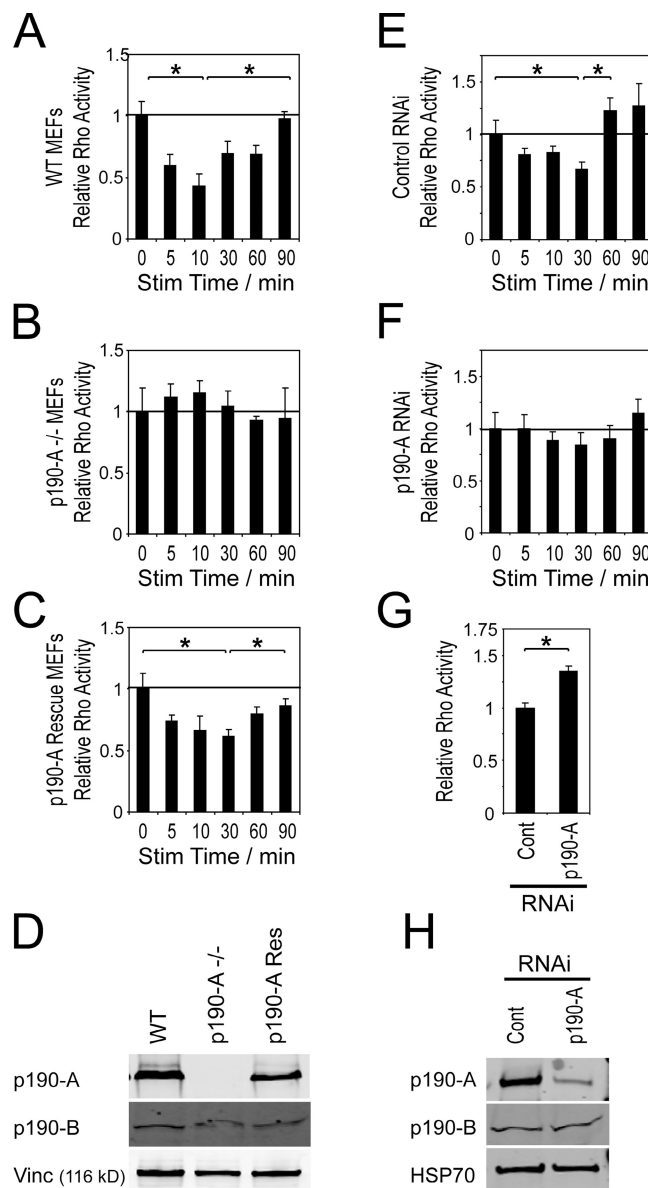 A
WT MEFs
Relative Rho Activity
1.5
1
0.5
0
*
*
0 5 10 30 60 90
Stim Time / min
B
p190-A -/- MEFs
Relative Rho Activity
1.5
1
0.5
0
0 5 10 30 60 90
Stim Time / min
C
p190-A Rescue MEFs
Relative Rho Activity
1.5
1
0.5
0
*
*
0 5 10 30 60 90
Stim Time / min
D
WT
p190-A -/-
p190-A Res
p190-A
p190-B
Vinc (116 kD)
E
Control RNAi
Relative Rho Activity
1.5
1
0.5
0
*
*
0 5 10 30 60 90
Stim Time / min
F
p190-A RNAi
Relative Rho Activity
1.5
1
0.5
0
0 5 10 30 60 90
Stim Time / min
G
Relative Rho Activity
1.75
1.5
1
0.5
0
*
Cont
p190-A
RNAi
H
RNAi
Cont
p190-A
p190-A
p190-B
HSP70